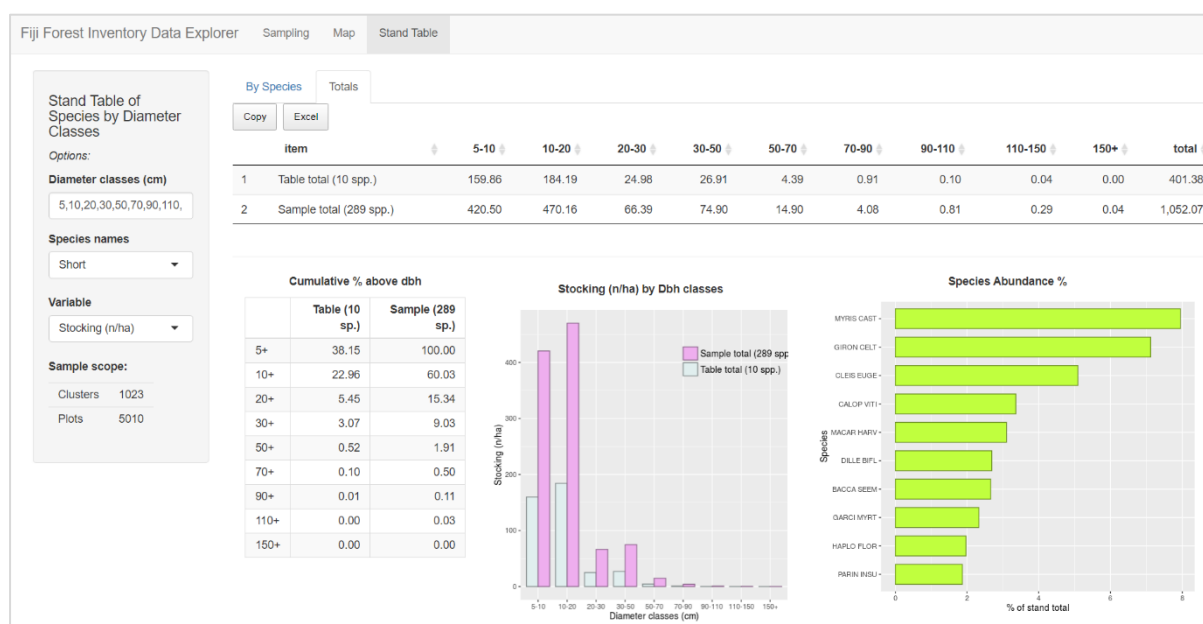 Fiji Forest Inventory Data Explorer Sampling Map Stand Table
Stand Table of
Species by Diameter
Classes
Options:
Diameter classes (cm)
5,10,20,30,50,70,90,110,
Species names
Short
Variable
Stocking (n/ha)
Sample scope:
Clusters 1023
Plots 5010
By Species Totals
Copy Excel
item 5-10 10-20 20-30 30-50 50-70 70-90 90-110 110-150 150+ total
1 Table total (10 spp.) 159.86 184.19 24.98 26.91 4.39 0.91 0.10 0.04 0.00 401.38
2 Sample total (289 spp.) 420.50 470.16 66.39 74.90 14.90 4.08 0.81 0.29 0.04 1,052.07
Cumulative % above dbh
Table (10 Sample (289
sp.) sp.)
5+ 38.15 100.00
10+ 22.96 60.03
20+ 5.45 15.34
30+ 3.07 9.03
50+ 0.52 1.91
70+ 0.10 0.50
90+ 0.01 0.11
110+ 0.00 0.03
150+ 0.00 0.00
Stocking (n/ha) by Dbh classes
Sample total (289 spp
Table total (10 spp.)
Stocking (n/ha)
400
300
200
100
0
5-10 10-20 20-30 30-50 50-70 70-90 90-110 110-150 150+
Diameter classes (cm)
Species Abundance %
Species
MYRIS CAST
GIRON CELT
CLEIS EUGE
CALOP VITI
MACAR HARV
DILLE BIFL
BACCA SEEM
GARCI MYRT
HAPLO FLOR
PARIN INSU
0 2 4 6 8
% of stand total